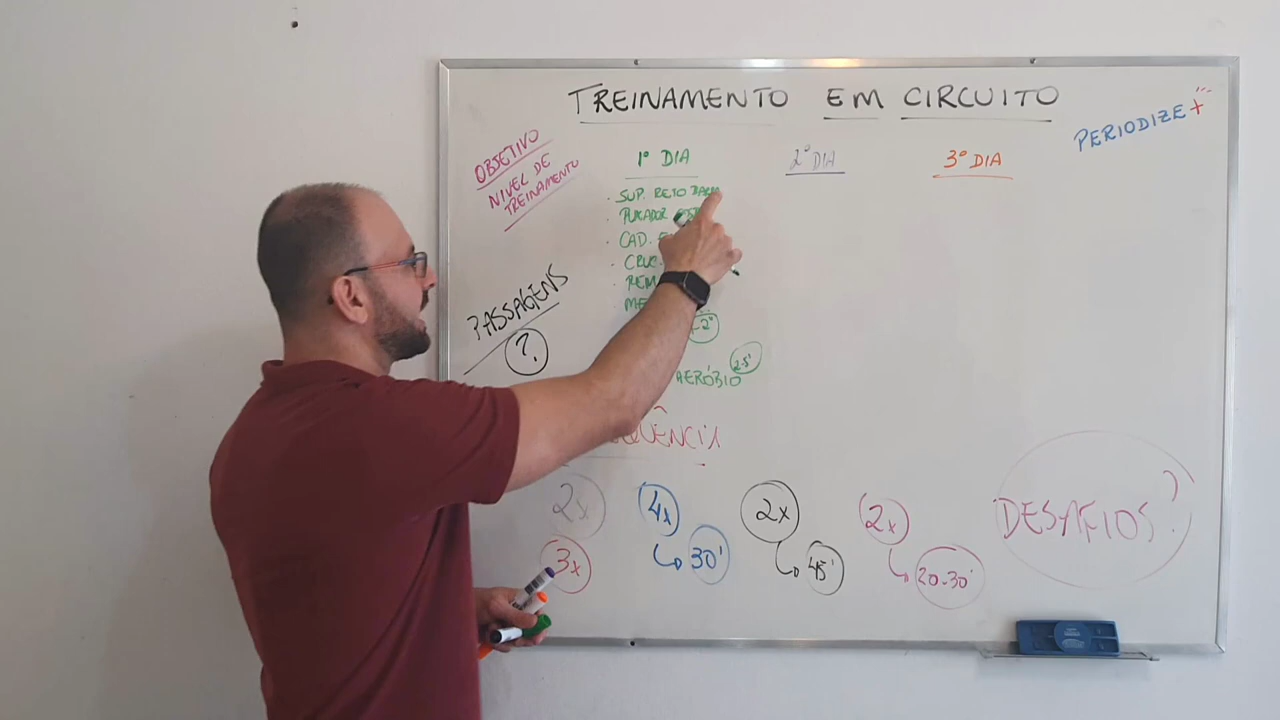 TREINAMENTO EM CIRCUITO
PERIODIZE+
OBJETIVO
NIVEL DE
TREINAMENTO
PASSAGENS
?
1º DIA
. SUP. RETO
. PUXADOR
. CAD.
2-5'
AERÓBIO
2º DIA
3º DIA
2x
3x
4x
30'
2x
45'
2x
20-30'
DESAFIOS?